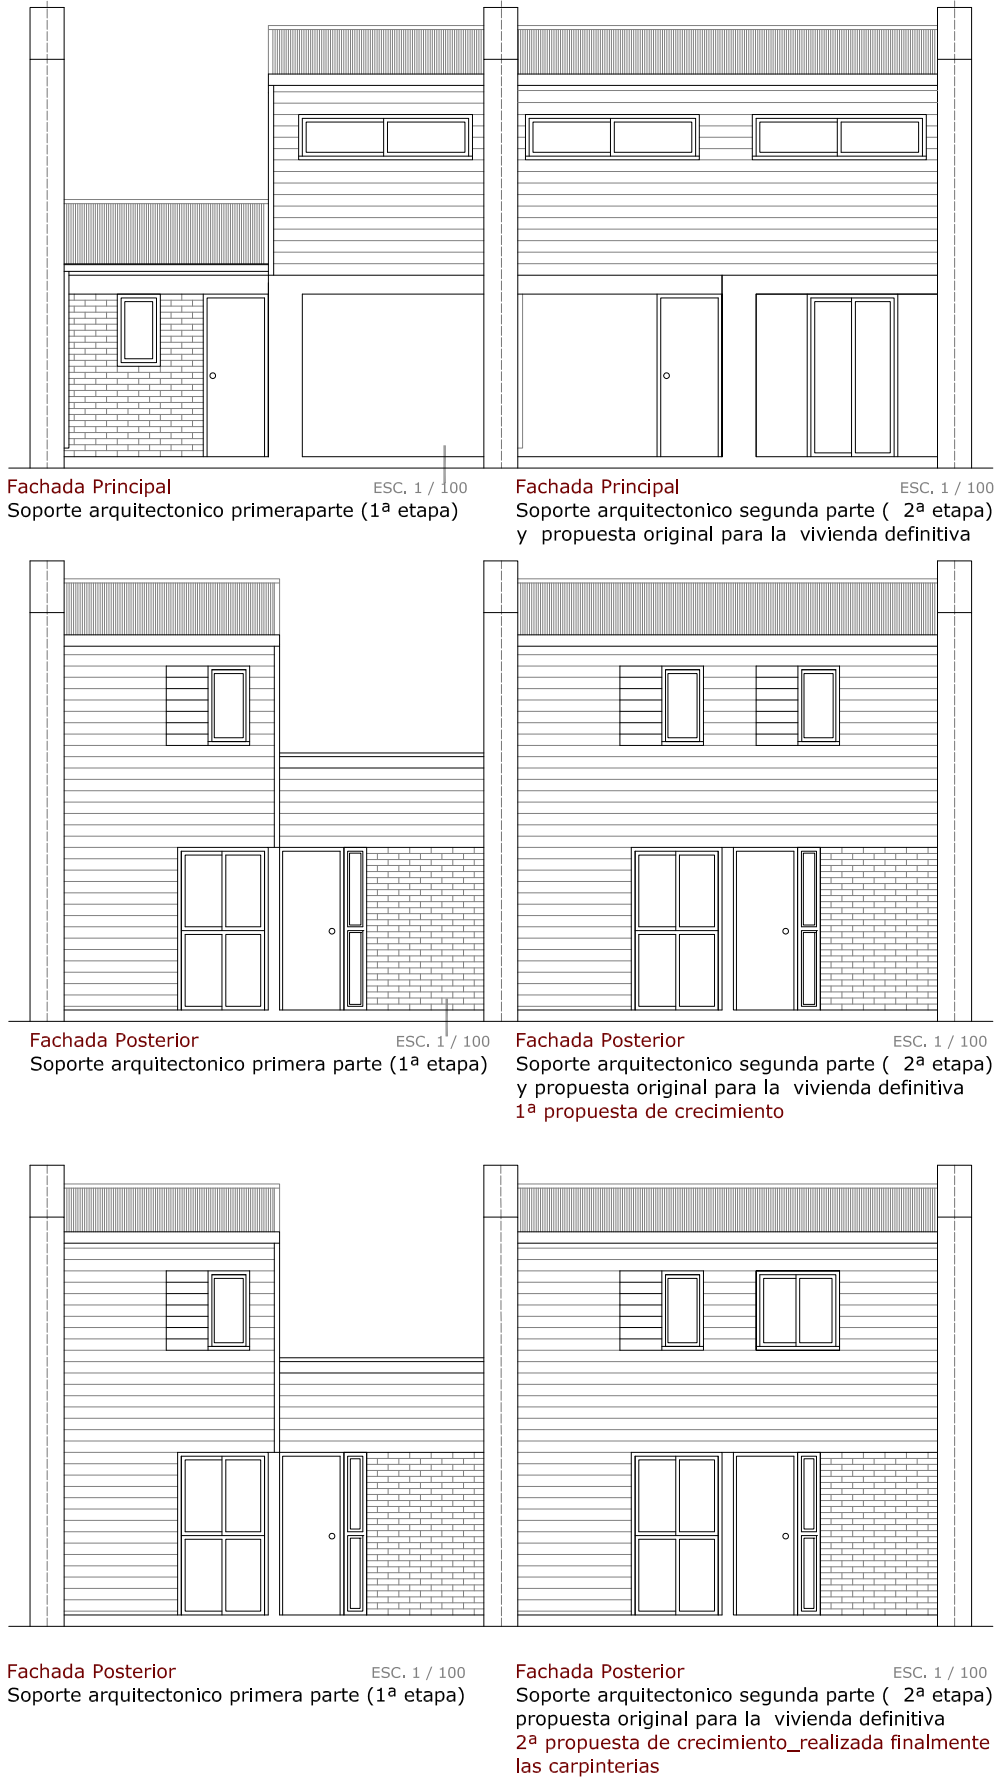 Fachada Principal ESC. 1 / 100
Soporte arquitectonico primeraparte (1ª etapa)
Fachada Principal ESC. 1 / 100
Soporte arquitectonico segunda parte ( 2ª etapa)
y propuesta original para la vivienda definitiva
Fachada Posterior ESC. 1 / 100
Soporte arquitectonico primera parte (1ª etapa)
Fachada Posterior ESC. 1 / 100
Soporte arquitectonico segunda parte ( 2ª etapa)
y propuesta original para la vivienda definitiva
1ª propuesta de crecimiento
Fachada Posterior ESC. 1 / 100
Soporte arquitectonico primera parte (1ª etapa)
Fachada Posterior ESC. 1 / 100
Soporte arquitectonico segunda parte ( 2ª etapa)
propuesta original para la vivienda definitiva
2ª propuesta de crecimiento_realizada finalmente
las carpinterias